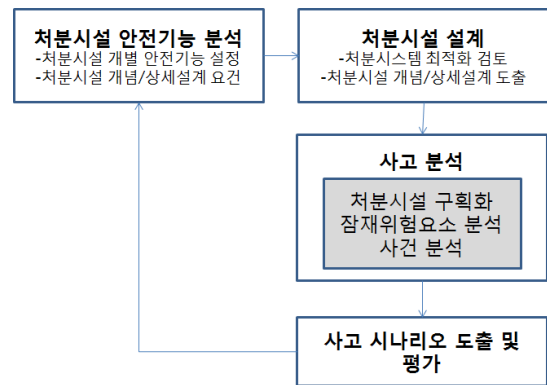 처분시설 안전기능 분석
-처분시설 개별 안전기능 설정
-처분시설 개념/상세설계 요건
처분시설 설계
-처분시스템 최적화 검토
-처분시설 개념/상세설계 도출
사고 분석
처분시설 구획화
잠재위험요소 분석
사건 분석
사고 시나리오 도출 및
평가